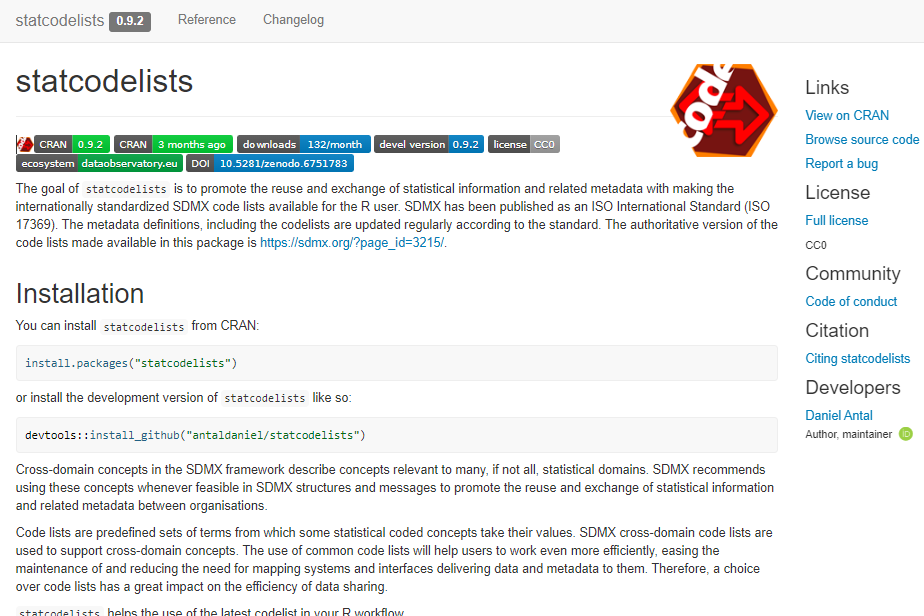 statcodelists 0.9.2 Reference Changelog
statcodelists
code
CRAN 0.9.2 CRAN 3 months ago downloads 132/month devel version 0.9.2 license CC0
ecosystem dataobservatory.eu DOI 10.5281/zenodo.6751783
The goal of statcodelists is to promote the reuse and exchange of statistical information and related metadata with making the
internationally standardized SDMX code lists available for the R user. SDMX has been published as an ISO International Standard (ISO
17369). The metadata definitions, including the codelists are updated regularly according to the standard. The authoritative version of the
code lists made available in this package is https://sdmx.org/?page_id=3215/.
Installation
You can install statcodelists from CRAN:
install.packages("statcodelists")
or install the development version of statcodelists like so:
devtools::install_github("antaldaniel/statcodelists")
Cross-domain concepts in the SDMX framework describe concepts relevant to many, if not all, statistical domains. SDMX recommends
using these concepts whenever feasible in SDMX structures and messages to promote the reuse and exchange of statistical information
and related metadata between organisations.
Code lists are predefined sets of terms from which some statistical coded concepts take their values. SDMX cross-domain code lists are
used to support cross-domain concepts. The use of common code lists will help users to work even more efficiently, easing the
maintenance of and reducing the need for mapping systems and interfaces delivering data and metadata to them. Therefore, a choice
over code lists has a great impact on the efficiency of data sharing.
statcodelists helps the use of the latest codelist in your R workflow
Links
View on CRAN
Browse source code
Report a bug
License
Full license
CC0
Community
Code of conduct
Citation
Citing statcodelists
Developers
Daniel Antal
Author, maintainer iD